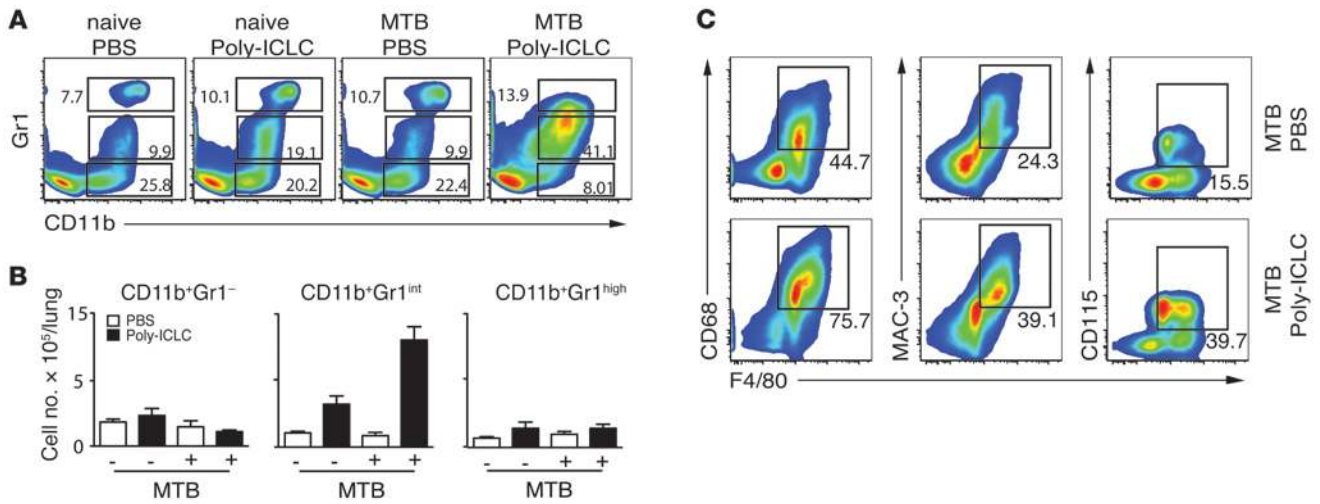 A
naive PBS
naive Poly-ICLC
MTB PBS
MTB Poly-ICLC
Gr1
7.7
9.9
25.8
10.1
19.1
20.2
10.7
9.9
22.4
13.9
41.1
8.01
CD11b
B
CD11b⁺Gr1⁻
CD11b⁺Gr1ⁱⁿᵗ
CD11b⁺Gr1ʰⁱᵍʰ
PBS
Poly-ICLC
Cell no. × 10⁵/lung
15
5
0
- - + +
- - + +
- - + +
MTB
MTB
MTB
C
CD68
MAC-3
CD115
44.7
24.3
15.5
MTB PBS
75.7
39.1
39.7
MTB Poly-ICLC
F4/80